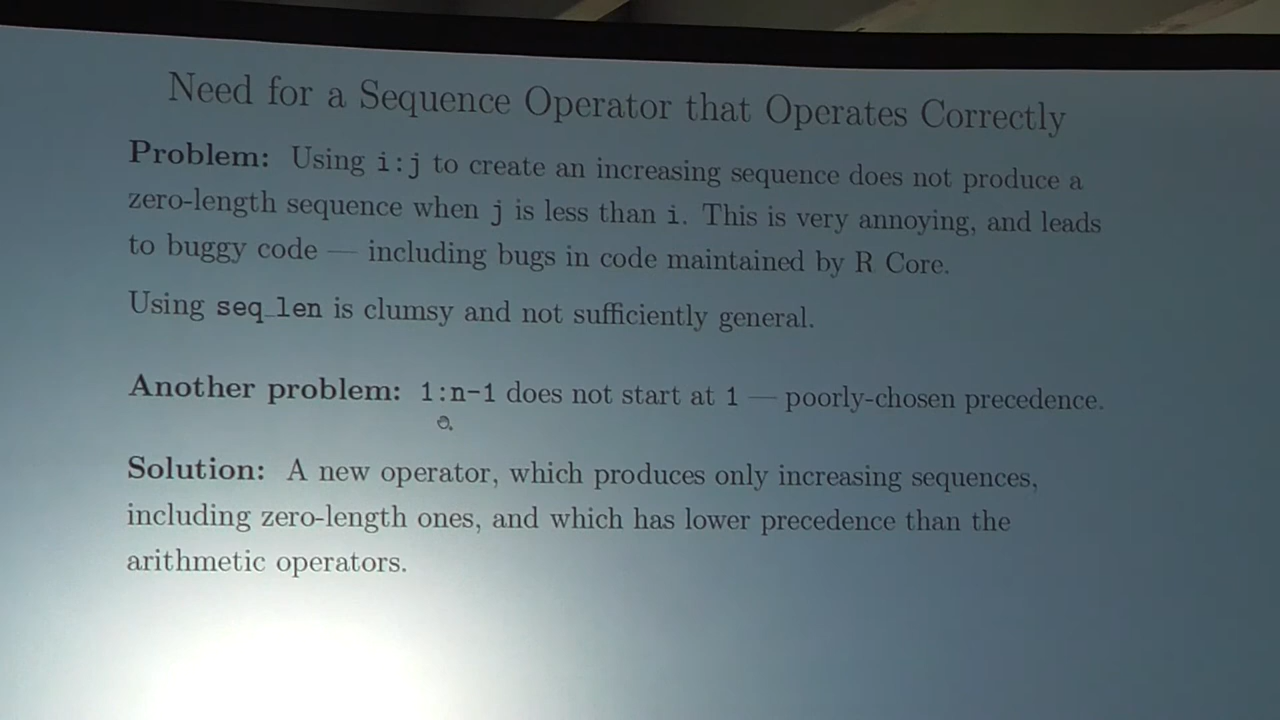 Need for a Sequence Operator that Operates Correctly
Problem: Using i:j to create an increasing sequence does not produce a
zero-length sequence when j is less than i. This is very annoying, and leads
to buggy code — including bugs in code maintained by R Core.
Using seq_len is clumsy and not sufficiently general.
Another problem: 1:n-1 does not start at 1 — poorly-chosen precedence.
Solution: A new operator, which produces only increasing sequences,
including zero-length ones, and which has lower precedence than the
arithmetic operators.